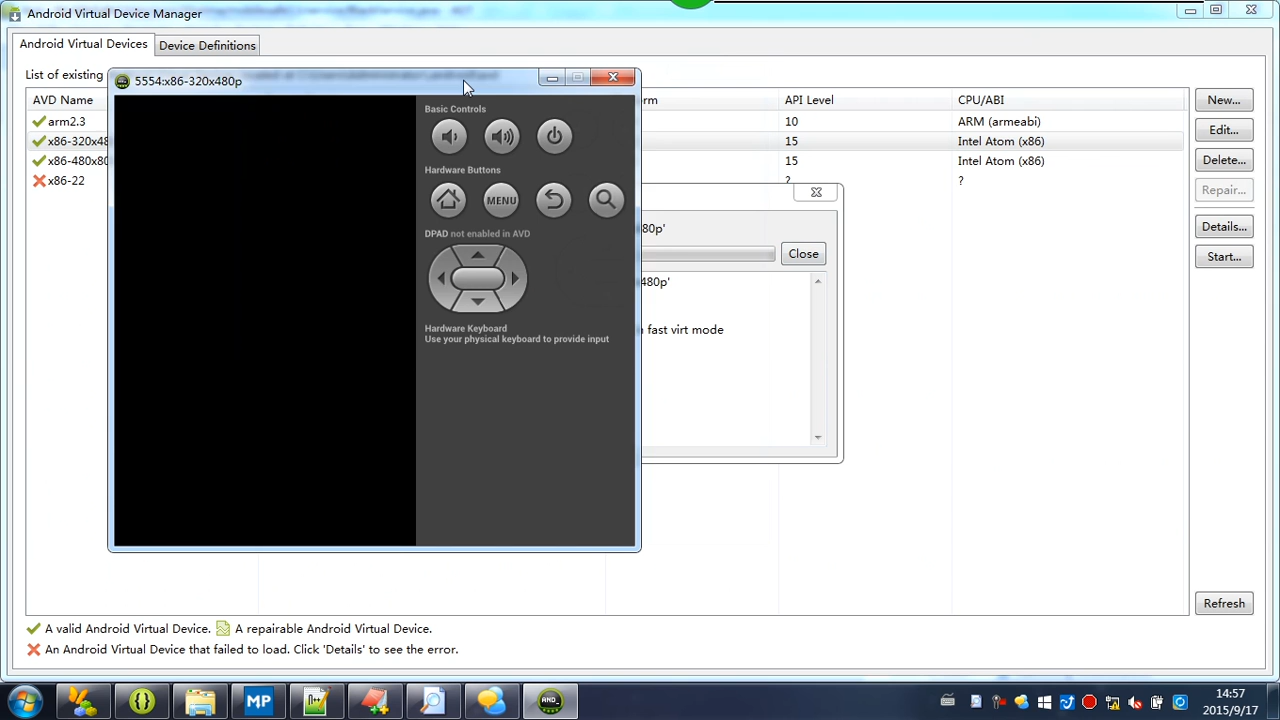 Android Virtual Device Manager
Android Virtual Devices
Device Definitions
List of existing
5554:x86-320x480p
AVD Name
API Level
CPU/ABI
arm2.3
10
ARM (armeabi)
x86-320x48
15
Intel Atom (x86)
x86-480x80
15
Intel Atom (x86)
x86-22
?
?
New...
Edit...
Delete...
Repair...
Details...
Start...
Refresh
Basic Controls
Hardware Buttons
MENU
DPAD not enabled in AVD
Hardware Keyboard
Use your physical keyboard to provide input
80p'
Close
480p'
fast virt mode
A valid Android Virtual Device.
A repairable Android Virtual Device.
An Android Virtual Device that failed to load. Click 'Details' to see the error.
MP
AND_
14:57
2015/9/17